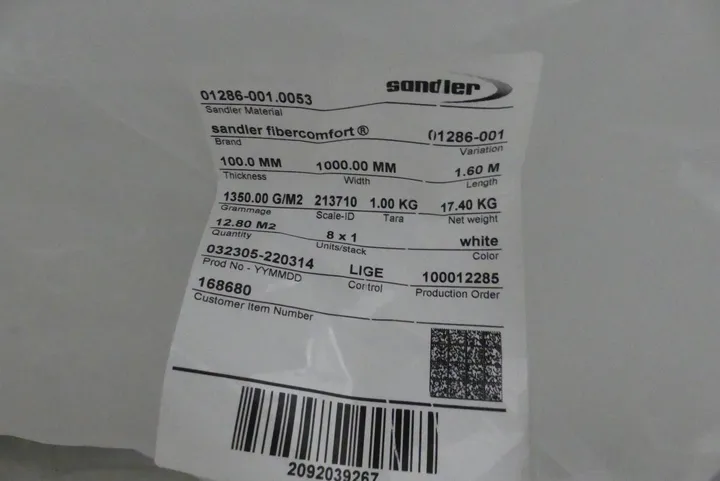 sandler
01286-001.0053
Sandler Material
sandler fibercomfort ® 01286-001
Brand Variation
100.0 MM 1000.00 MM 1.60 M
Thickness Width Length
1350.00 G/M2 213710 1.00 KG 17.40 KG
Grammage Scale-ID Tara Net weight
12.80 M2 8 x 1 white
Quantity Units/stack Color
032305-220314 LIGE 100012285
Prod No - YYMMDD Control Production Order
168680
Customer Item Number
2092039267